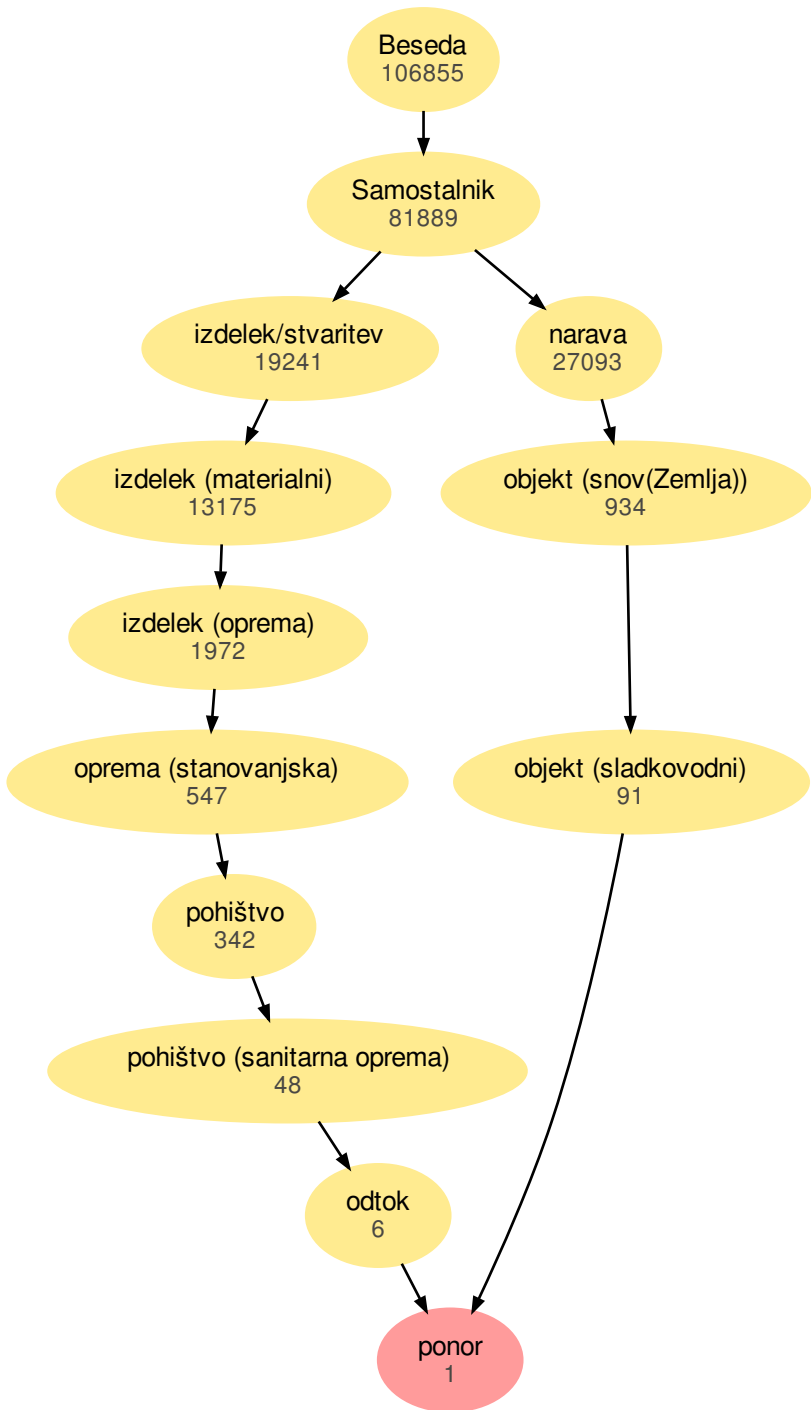 Beseda
106855
Samostalnik
81889
izdelek/stvaritev
19241
narava
27093
izdelek (materialni)
13175
objekt (snov(Zemlja))
934
izdelek (oprema)
1972
oprema (stanovanjska)
547
objekt (sladkovodni)
91
pohištvo
342
pohištvo (sanitarna oprema)
48
odtok
6
ponor
1